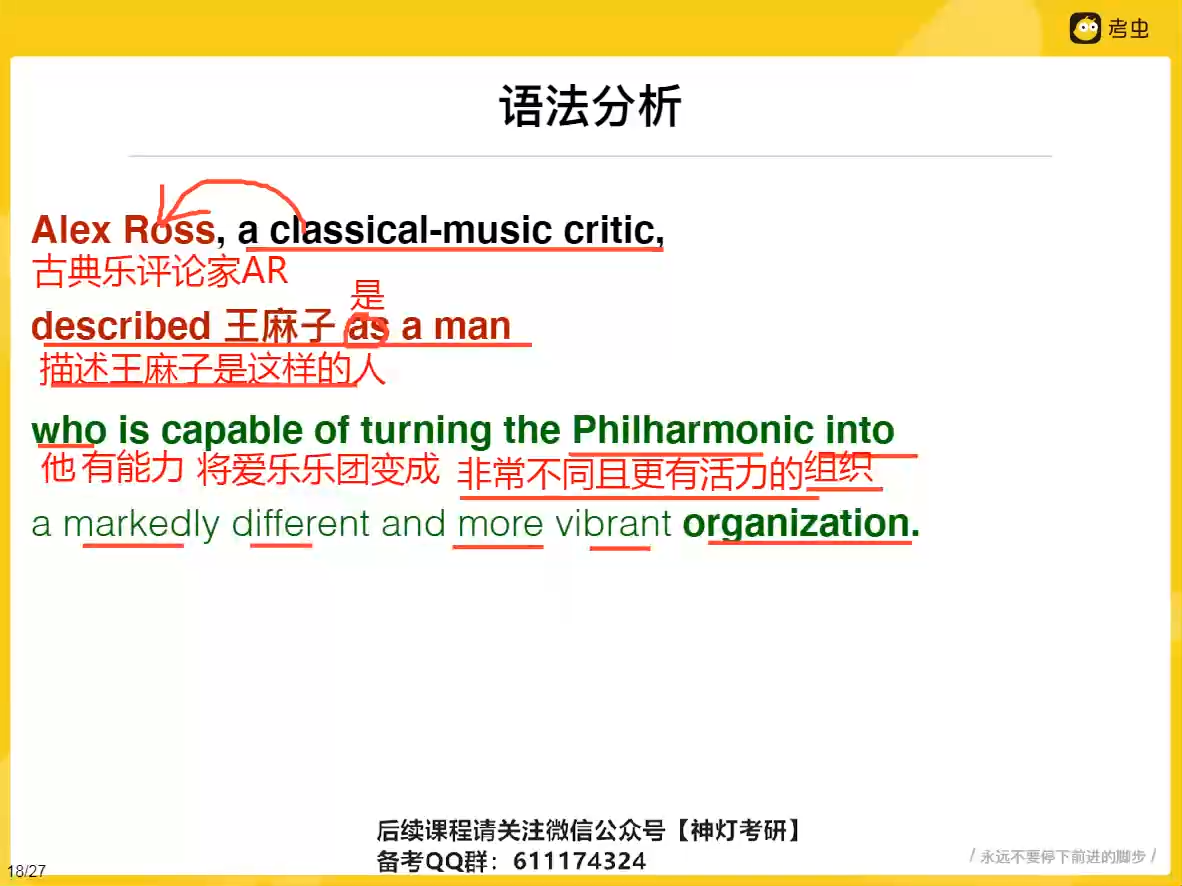 考虫
语法分析
Alex Ross, a classical-music critic,
古典乐评论家AR
是
described 王麻子 as a man
描述王麻子是这样的人
who is capable of turning the Philharmonic into
他 有能力 将爱乐乐团变成 非常不同且更有活力的组织
a markedly different and more vibrant organization.
后续课程请关注微信公众号【神灯考研】
备考QQ群：611174324
/ 永远不要停下前进的脚步 /
18/27